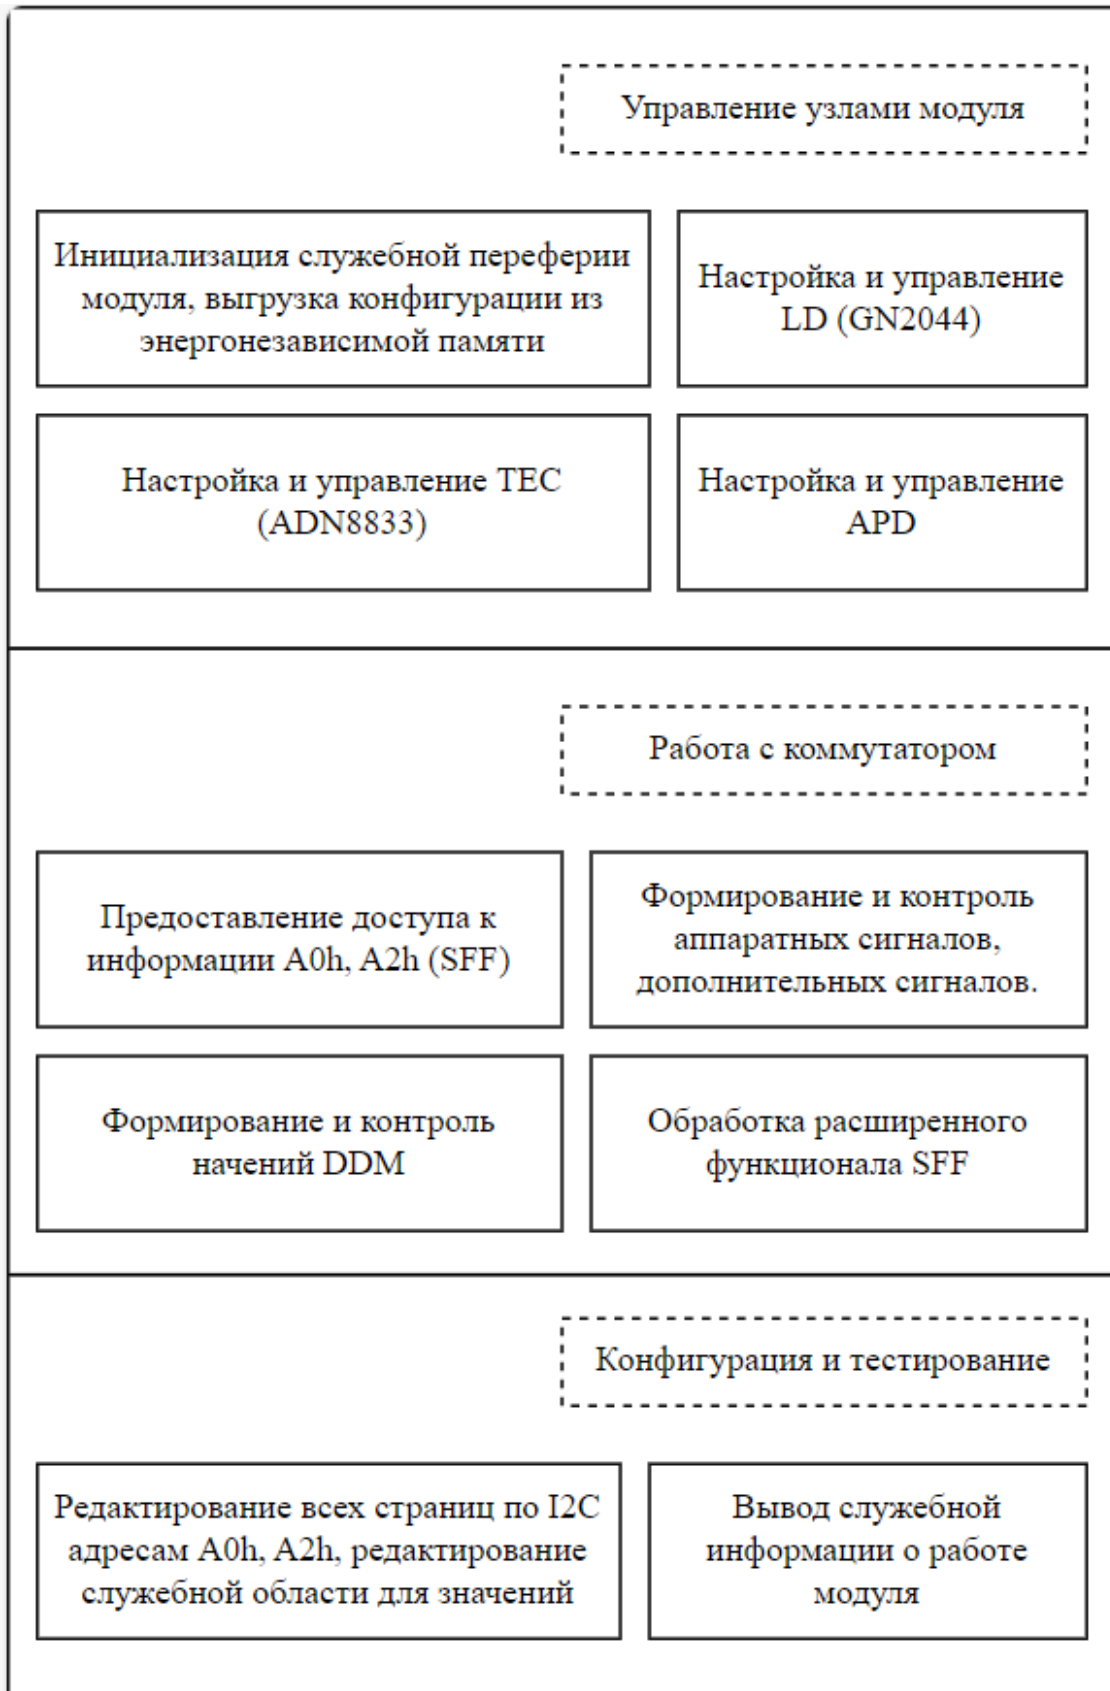 Управление узлами модуля
Инициализация служебной переферии
модуля, выгрузка конфигурации из
энергонезависимой памяти
Настройка и управление
LD (GN2044)
Настройка и управление TEC
(ADN8833)
Настройка и управление
APD
Работа с коммутатором
Предоставление доступа к
информации A0h, A2h (SFF)
Формирование и контроль
аппаратных сигналов,
дополнительных сигналов.
Формирование и контроль
начений DDM
Обработка расширенного
функционала SFF
Конфигурация и тестирование
Редактирование всех страниц по I2C
адресам A0h, A2h, редактирование
служебной области для значений
Вывод служебной
информации о работе
модуля